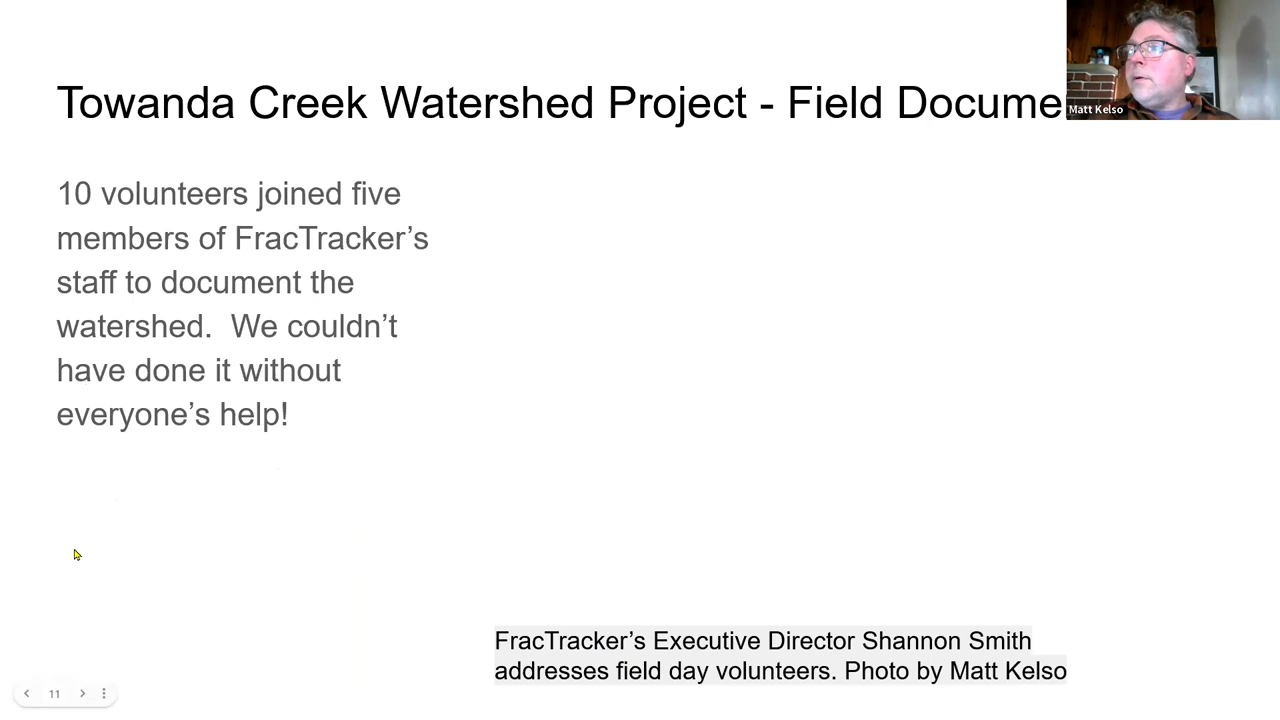 Towanda Creek Watershed Project - Field Docume
Matt Kelso
10 volunteers joined five
members of FracTracker’s
staff to document the
watershed.  We couldn’t
have done it without
everyone’s help!
FracTracker’s Executive Director Shannon Smith
addresses field day volunteers. Photo by Matt Kelso
11